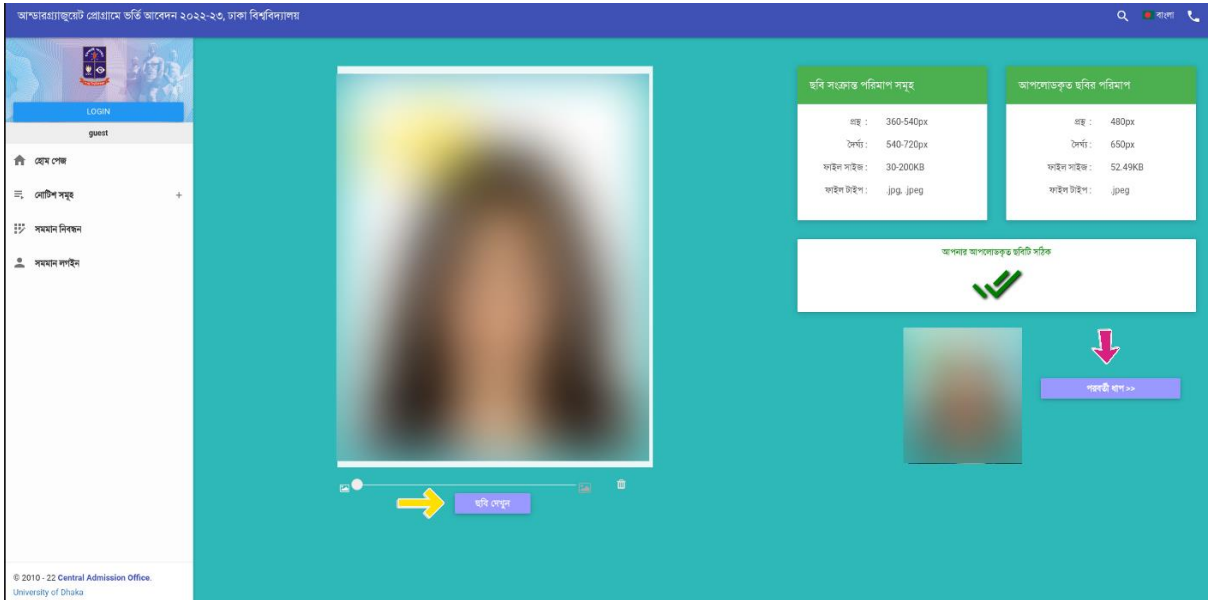 আন্ডারগ্র্যাজুয়েট প্রোগ্রামে ভর্তি আবেদন ২০২২-২৩, ঢাকা বিশ্ববিদ্যালয়
বাংলা
LOGIN
guest
হোম পেজ
নোটিশ সমূহ +
সমমান নিবন্ধন
সমমান লগইন
© 2010 - 22 Central Admission Office.
University of Dhaka
ছবি দেখুন
ছবি সংক্রান্ত পরিমাপ সমূহ
প্রস্থ : 360-540px
দৈর্ঘ্য : 540-720px
ফাইল সাইজ : 30-200KB
ফাইল টাইপ : .jpg, .jpeg
আপলোডকৃত ছবির পরিমাপ
প্রস্থ : 480px
দৈর্ঘ্য : 650px
ফাইল সাইজ : 52.49KB
ফাইল টাইপ : .jpeg
আপনার আপলোডকৃত ছবিটি সঠিক
পরবর্তী ধাপ >>